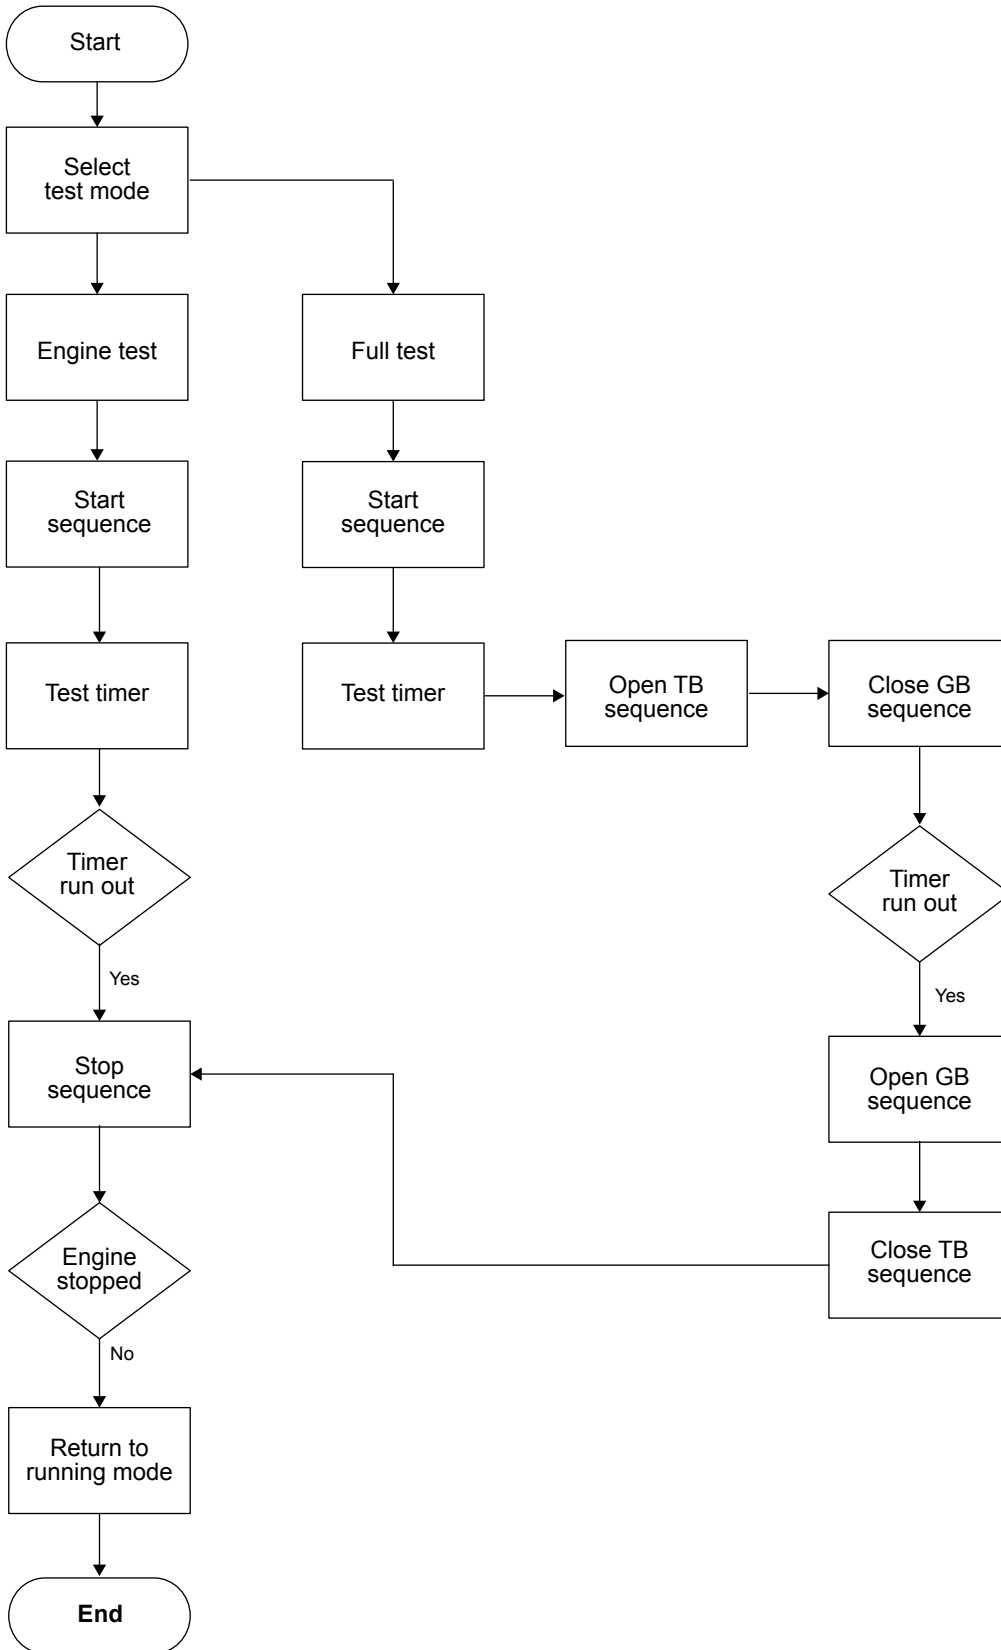 Start
Select
test mode
Engine test
Full test
Start
sequence
Start
sequence
Test timer
Test timer
Open TB
sequence
Close GB
sequence
Timer
run out
Timer
run out
Yes
Yes
Stop
sequence
Open GB
sequence
Engine
stopped
Close TB
sequence
No
Return to
running mode
End